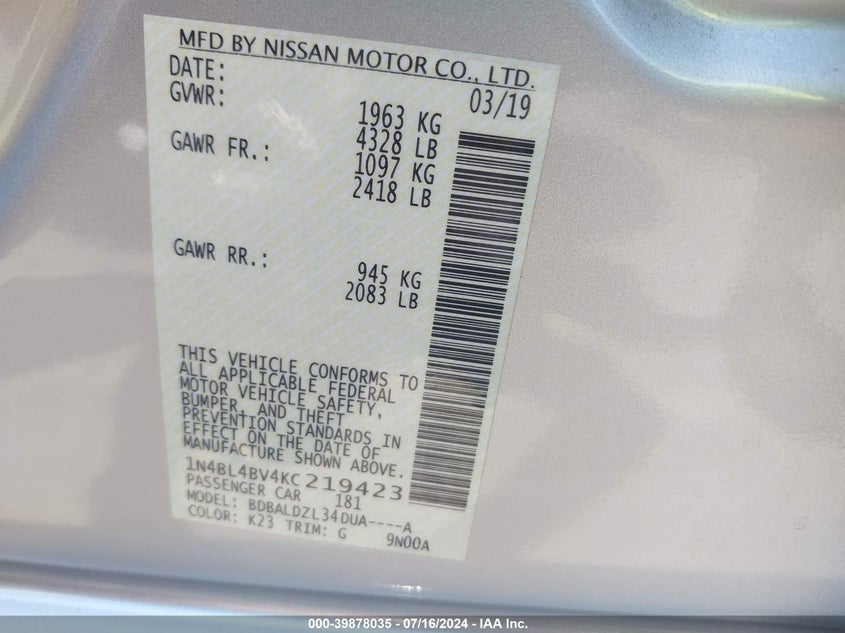 MFD BY NISSAN MOTOR CO., LTD.
DATE: 03/19
GVWR: 1963 KG
4328 LB
GAWR FR.: 1097 KG
2418 LB
GAWR RR.: 945 KG
2083 LB
THIS VEHICLE CONFORMS TO
ALL APPLICABLE FEDERAL
MOTOR VEHICLE SAFETY,
BUMPER, AND THEFT
PREVENTION STANDARDS IN
EFFECT ON THE DATE OF
MANUFACTURE SHOWN ABOVE.
1N4BL4BV4KC219423
PASSENGER CAR 181
MODEL: BDBALDZL34DUA----A
COLOR: K23 TRIM: G 9N00A
000-39878035 - 07/16/2024 - IAA Inc.